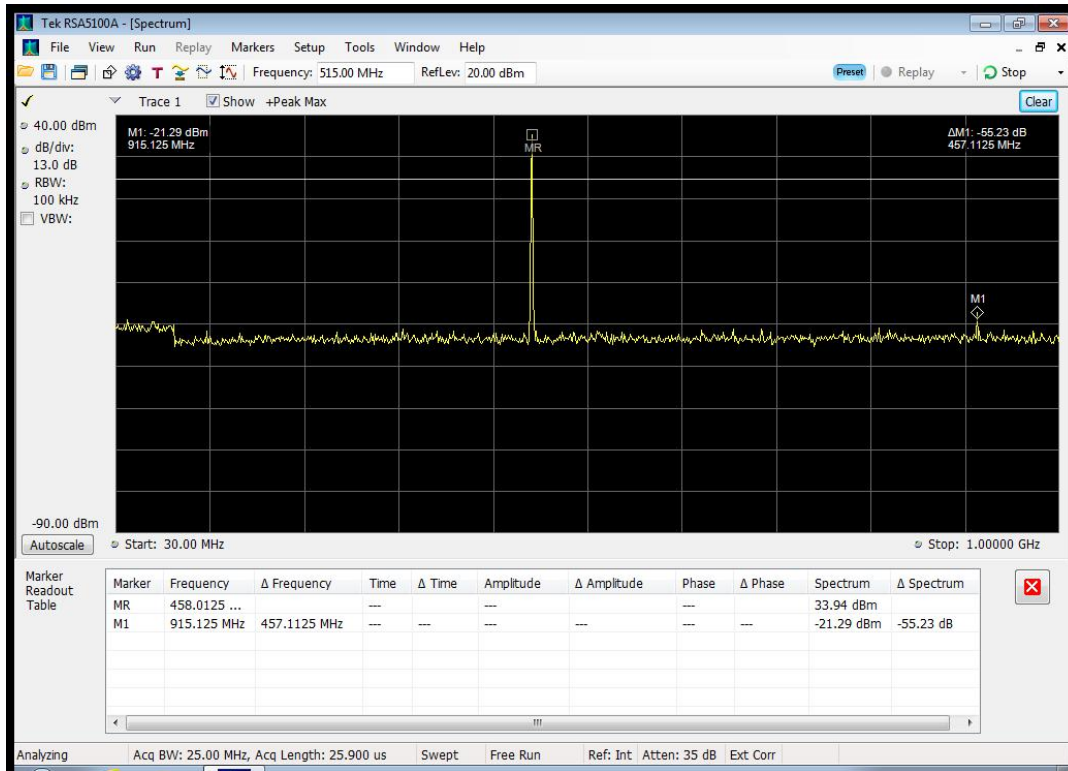 Tek RSA5100A - [Spectrum]
File View Run Replay Markers Setup Tools Window Help
Frequency: 515.00 MHz RefLev: 20.00 dBm Preset Replay Stop
Trace 1 Show +Peak Max Clear
40.00 dBm
dB/div:
13.0 dB
RBW:
100 kHz
VBW:
M1: -21.29 dBm
915.125 MHz
MR
ΔM1: -55.23 dB
457.1125 MHz
M1
-90.00 dBm
Autoscale Start: 30.00 MHz Stop: 1.00000 GHz
Marker
Readout
Table
Marker Frequency Δ Frequency Time Δ Time Amplitude Δ Amplitude Phase Δ Phase Spectrum Δ Spectrum
MR 458.0125 ... --- --- --- 33.94 dBm
M1 915.125 MHz 457.1125 MHz --- --- --- --- --- --- -21.29 dBm -55.23 dB
Analyzing Acq BW: 25.00 MHz, Acq Length: 25.900 us Swept Free Run Ref: Int Atten: 35 dB Ext Corr